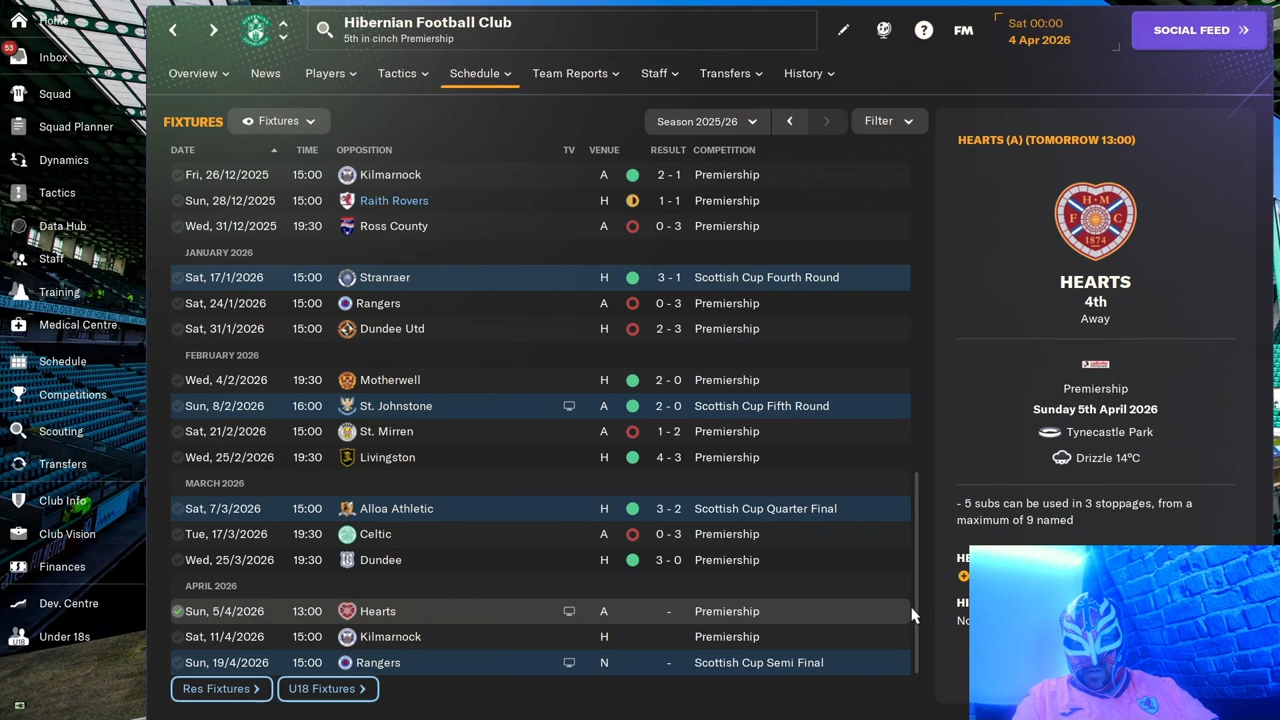 Hibernian Football Club
5th in cinch Premiership
Sat 00:00
4 Apr 2026
FM
SOCIAL FEED
Home
53
Inbox
Squad
Squad Planner
Dynamics
Tactics
Data Hub
Staff
Training
Medical Centre
Schedule
Competitions
Scouting
Transfers
Club Info
Club Vision
Finances
Dev. Centre
U18
Under 18s
Overview
News
Players
Tactics
Schedule
Team Reports
Staff
Transfers
History
FIXTURES
Fixtures
Season 2025/26
Filter
DATE TIME OPPOSITION TV VENUE RESULT COMPETITION
Fri, 26/12/2025 15:00 Kilmarnock A 2 - 1 Premiership
Sun, 28/12/2025 15:00 Raith Rovers H 1 - 1 Premiership
Wed, 31/12/2025 19:30 Ross County A 0 - 3 Premiership
JANUARY 2026
Sat, 17/1/2026 15:00 Stranraer H 3 - 1 Scottish Cup Fourth Round
Sat, 24/1/2026 15:00 Rangers A 0 - 3 Premiership
Sat, 31/1/2026 15:00 Dundee Utd H 2 - 3 Premiership
FEBRUARY 2026
Wed, 4/2/2026 19:30 Motherwell H 2 - 0 Premiership
Sun, 8/2/2026 16:00 St. Johnstone A 2 - 0 Scottish Cup Fifth Round
Sat, 21/2/2026 15:00 St. Mirren A 1 - 2 Premiership
Wed, 25/2/2026 19:30 Livingston H 4 - 3 Premiership
MARCH 2026
Sat, 7/3/2026 15:00 Alloa Athletic H 3 - 2 Scottish Cup Quarter Final
Tue, 17/3/2026 19:30 Celtic A 0 - 3 Premiership
Wed, 25/3/2026 19:30 Dundee H 3 - 0 Premiership
APRIL 2026
Sun, 5/4/2026 13:00 Hearts A - Premiership
Sat, 11/4/2026 15:00 Kilmarnock H Premiership
Sun, 19/4/2026 15:00 Rangers N - Scottish Cup Semi Final
Res Fixtures
U18 Fixtures
HEARTS (A) (TOMORROW 13:00)
H M
F C
1874
HEARTS
4th
Away
Premiership
Sunday 5th April 2026
Tynecastle Park
Drizzle 14ºC
- 5 subs can be used in 3 stoppages, from a
maximum of 9 named